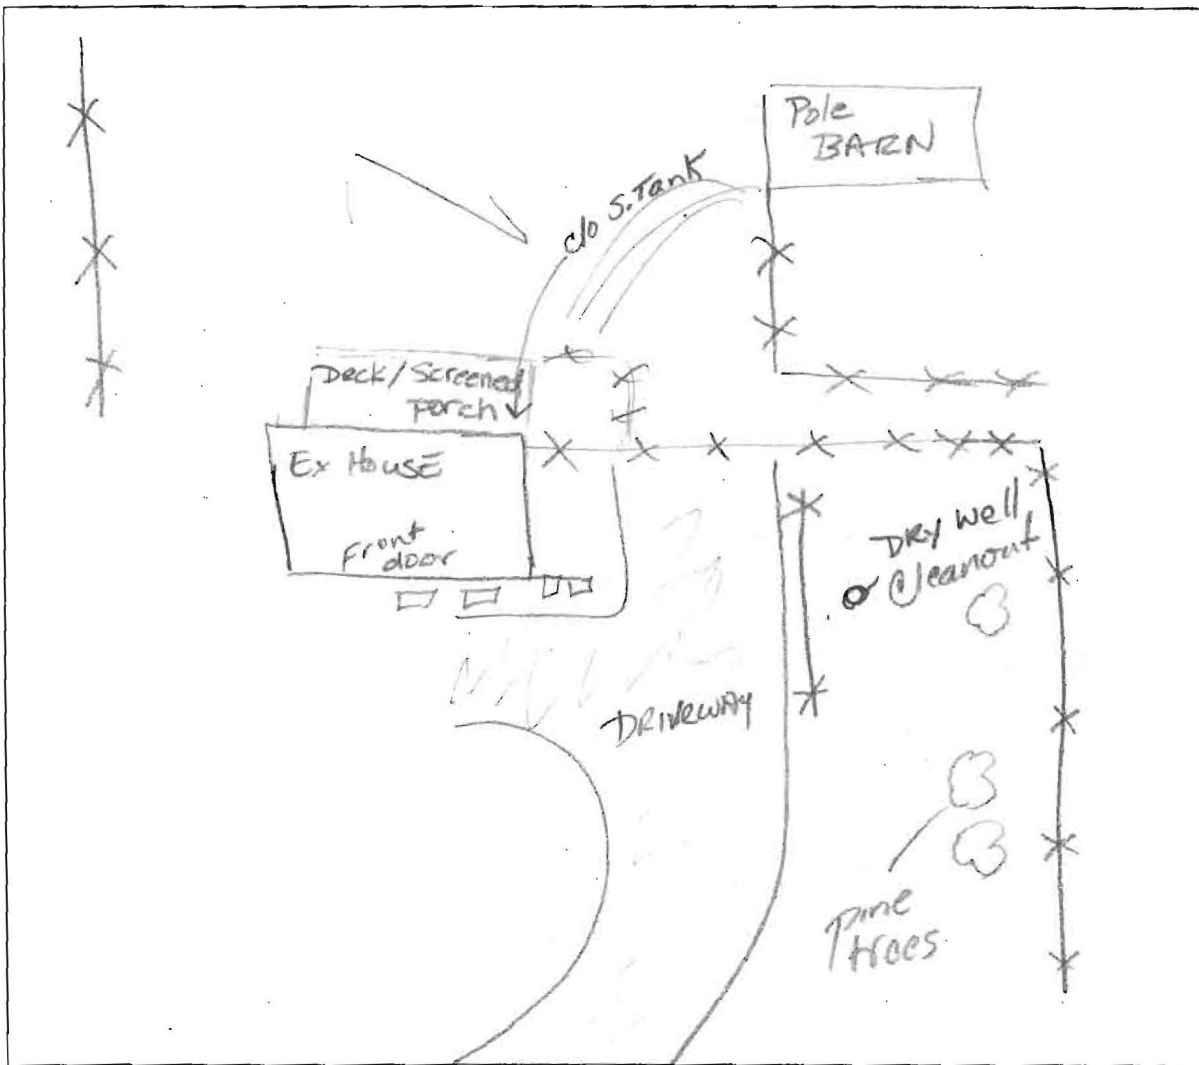 Pole
BARN
c/o S. Tank
Deck / Screened
porch
Ex House
Front
door
Dry well
Cleanout
DRIVEWAY
pine
trees